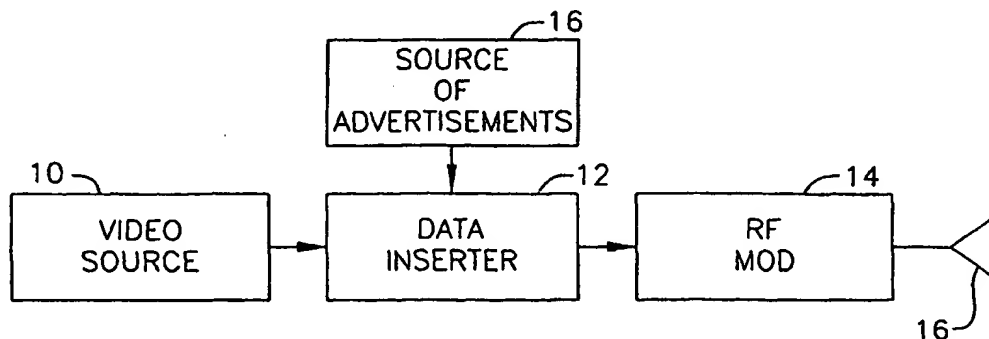 16
SOURCE
OF
ADVERTISEMENTS
10
12
14
VIDEO
SOURCE
DATA
INSERTER
RF
MOD
16